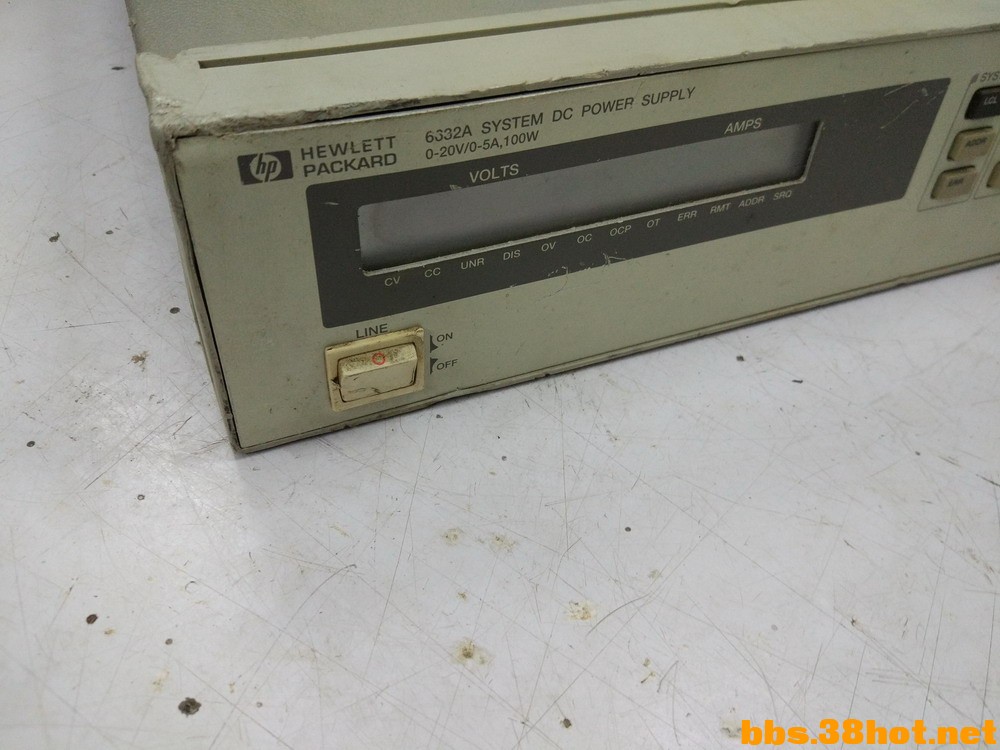 hp HEWLETT PACKARD
6632A SYSTEM DC POWER SUPPLY
0-20V/0-5A,100W
VOLTS
AMPS
CV CC UNR DIS OV OC OCP OT ERR RMT ADDR SRQ
LINE
ON
OFF
LCL
ADDR
bbs.38hot.net